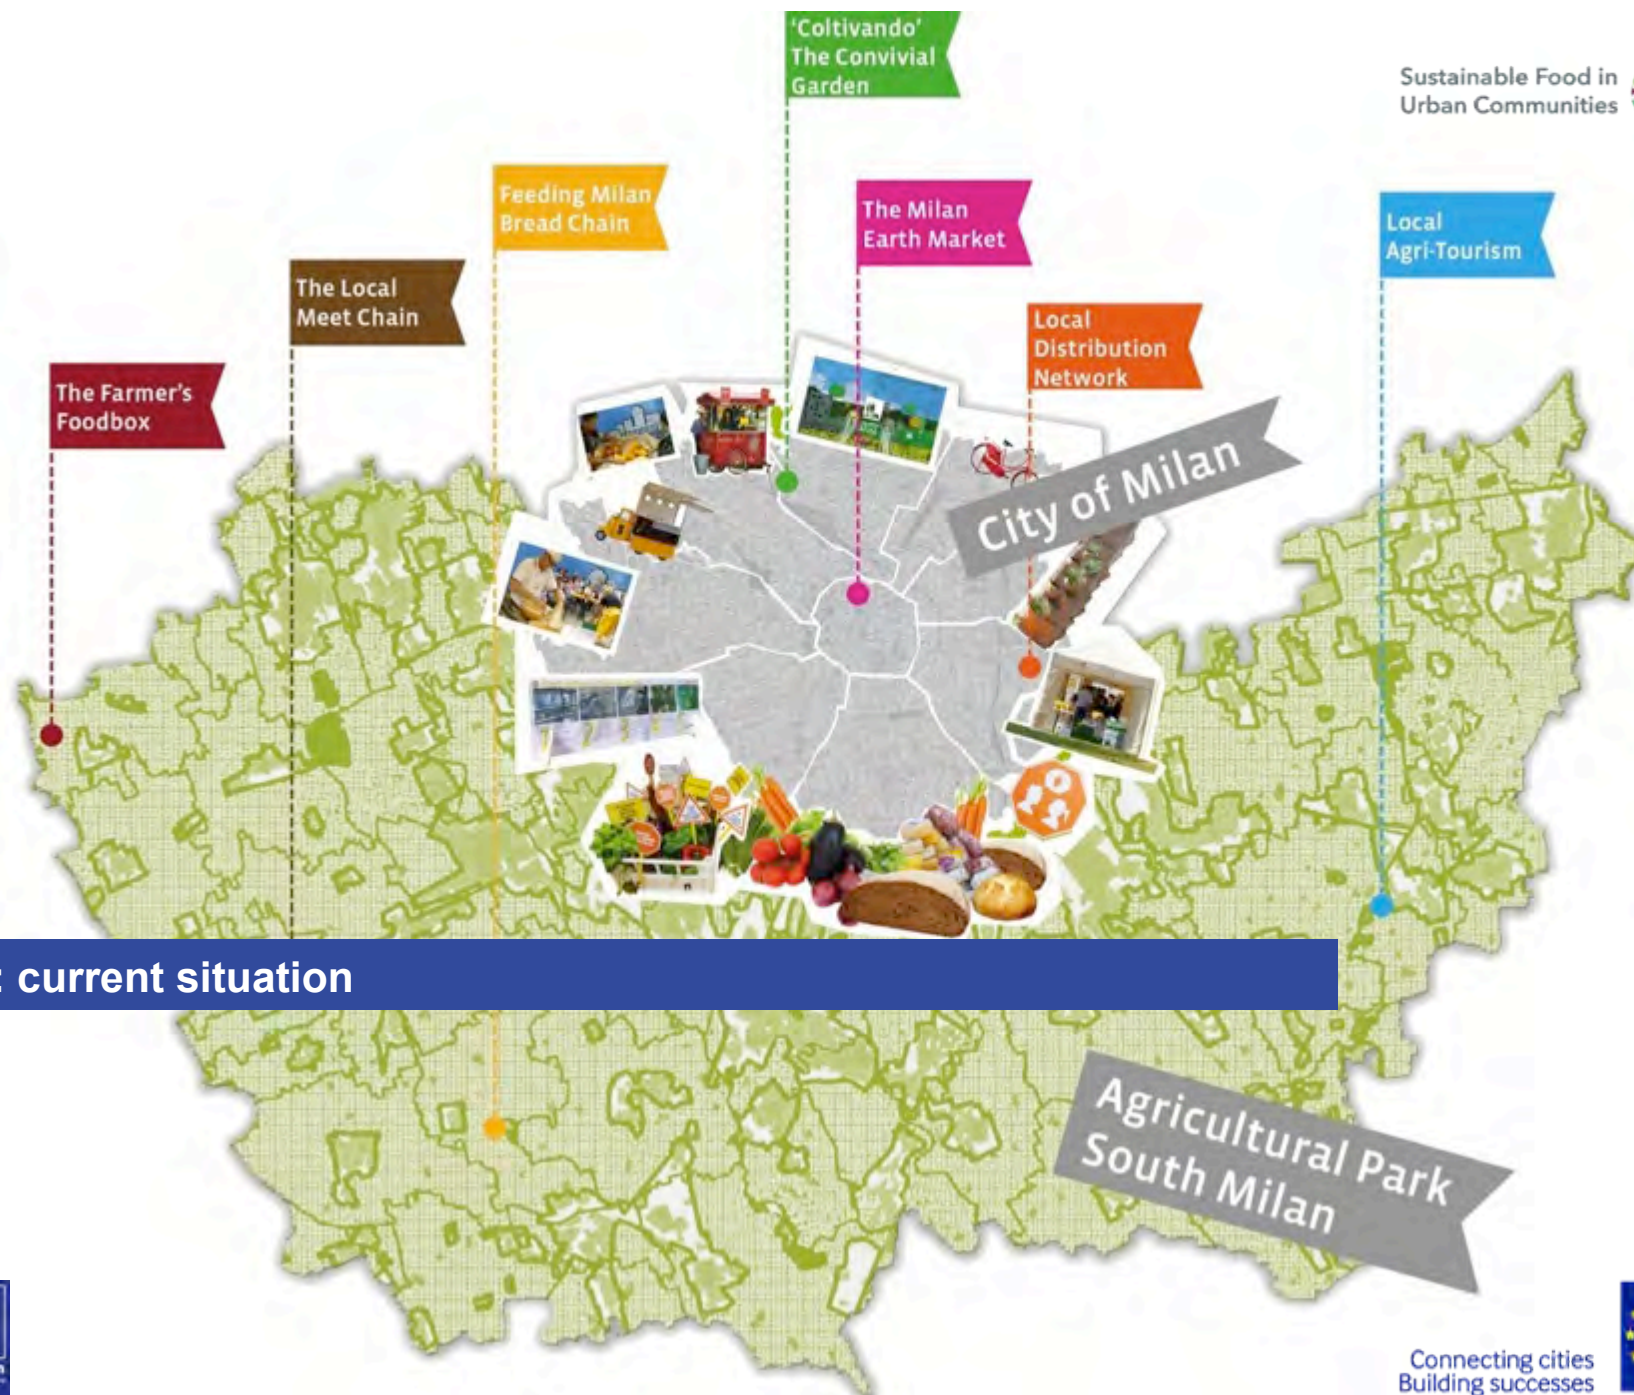 'Coltivando'
The Convivial
Garden
Sustainable Food in
Urban Communities
Feeding Milan
Bread Chain
The Milan
Earth Market
Local
Agri-Tourism
The Local
Meet Chain
Local
Distribution
Network
The Farmer's
Foodbox
City of Milan
: current situation
Agricultural Park
South Milan
Connecting cities
Building successes